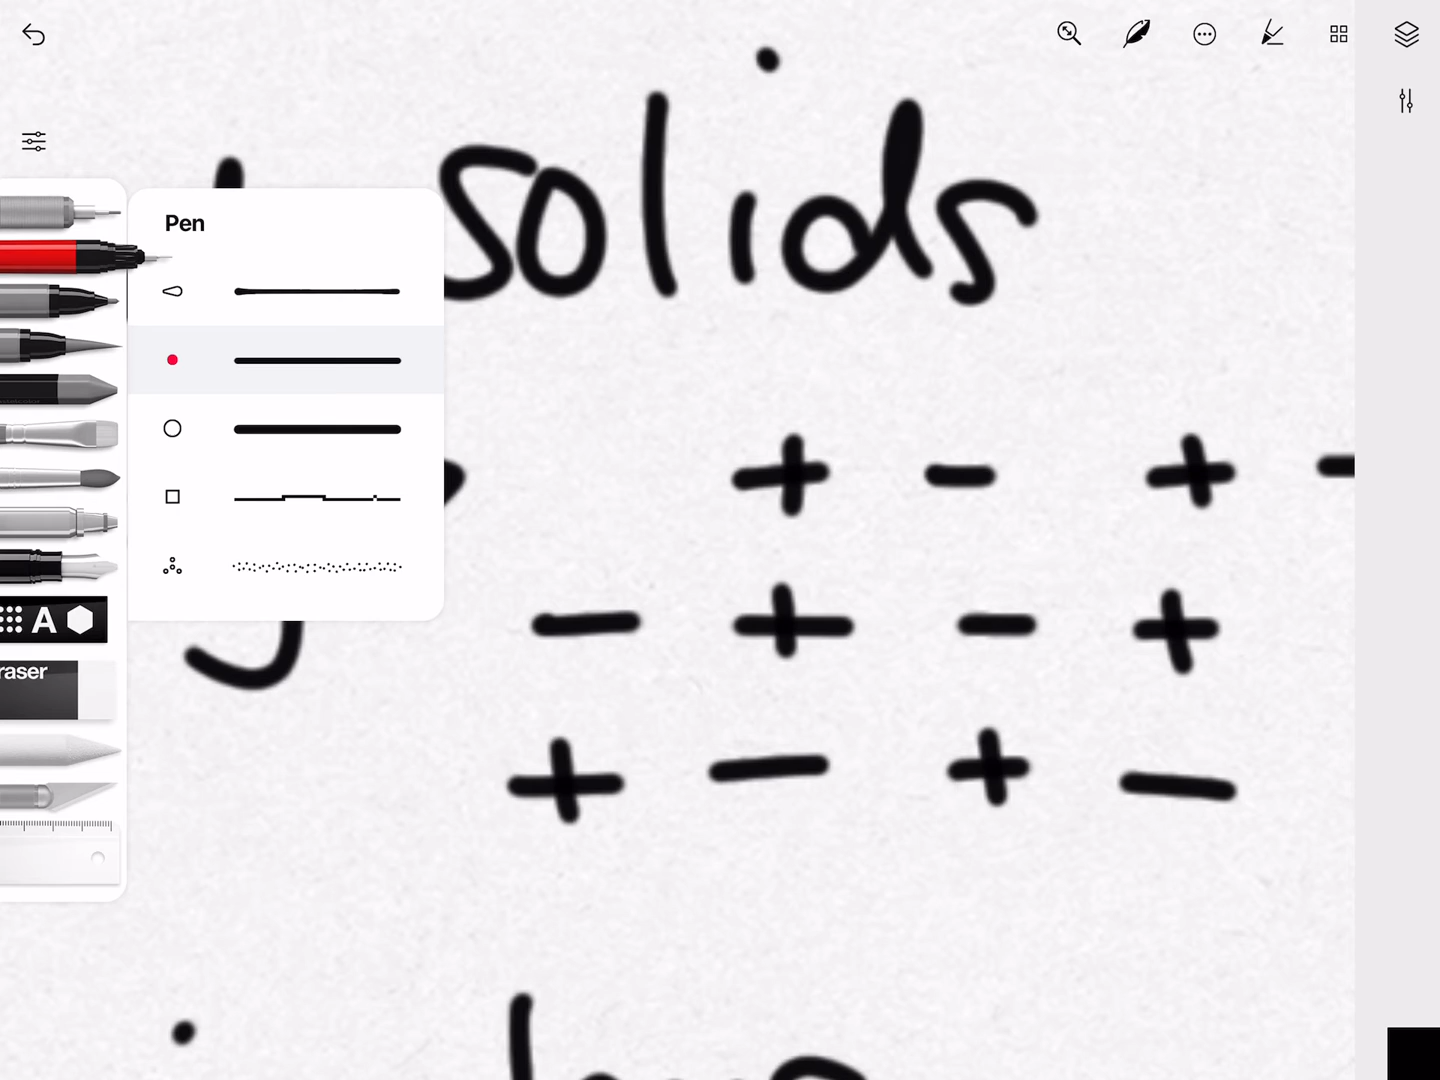 solids
Pen
+ - + -
- + - +
A
raser
+ - + -